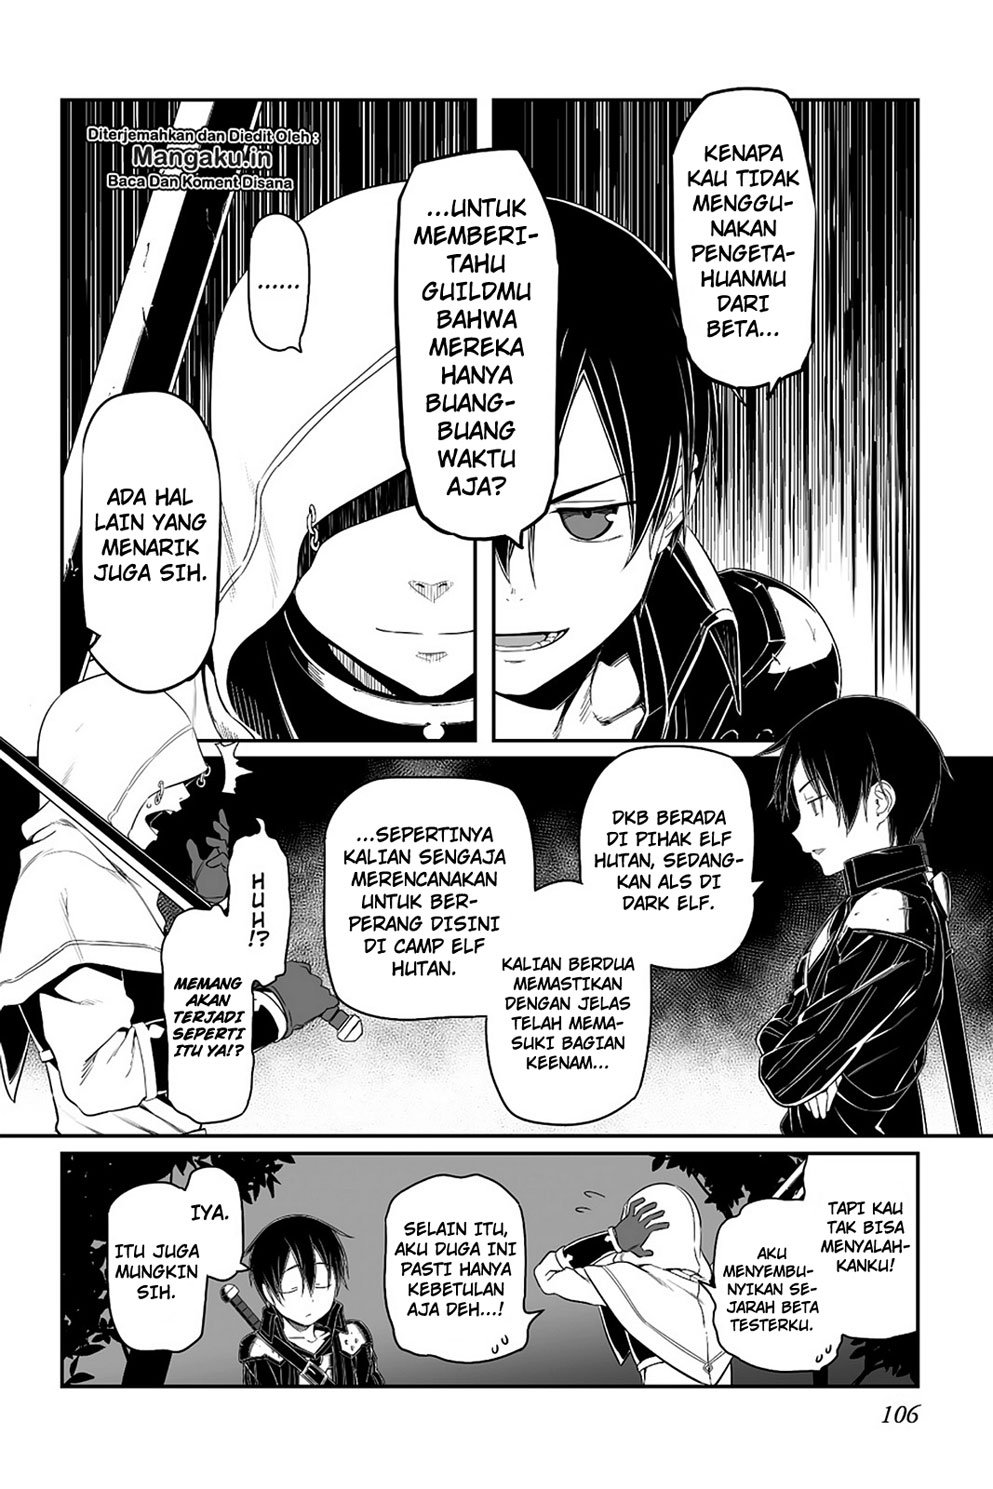 Diterjemahkan dan Diedit Oleh :
Mangaku.in
Baca Dan Koment Disana
KENAPA
KAU TIDAK
MENGGU-
NAKAN
PENGETA-
HUANMU
DARI
BETA...
...UNTUK
MEMBERI-
TAHU
GUILDMU
BAHWA
MEREKA
HANYA
BUANG-
BUANG
WAKTU
AJA?
......
ADA HAL
LAIN YANG
MENARIK
JUGA SIH.
DKB BERADA
DI PIHAK ELF
HUTAN, SEDANG-
KAN ALS DI
DARK ELF.
KALIAN BERDUA
MEMASTIKAN
DENGAN JELAS
TELAH MEMA-
SUKI BAGIAN
KEENAM...
...SEPERTINYA
KALIAN SENGAJA
MERENCANAKAN
UNTUK BER-
PERANG DISINI
DI CAMP ELF
HUTAN.
HUH!?
MEMANG
AKAN
TERJADI
SEPERTI
ITU YA!?
TAPI KAU
TAK BISA
MENYALAH-
KANKU!
AKU
MENYEMBU-
NYIKAN SE-
JARAH BETA
TESTERKU.
SELAIN ITU,
AKU DUGA INI
PASTI HANYA
KEBETULAN
AJA DEH...!
IYA.
ITU JUGA
MUNGKIN
SIH.
106